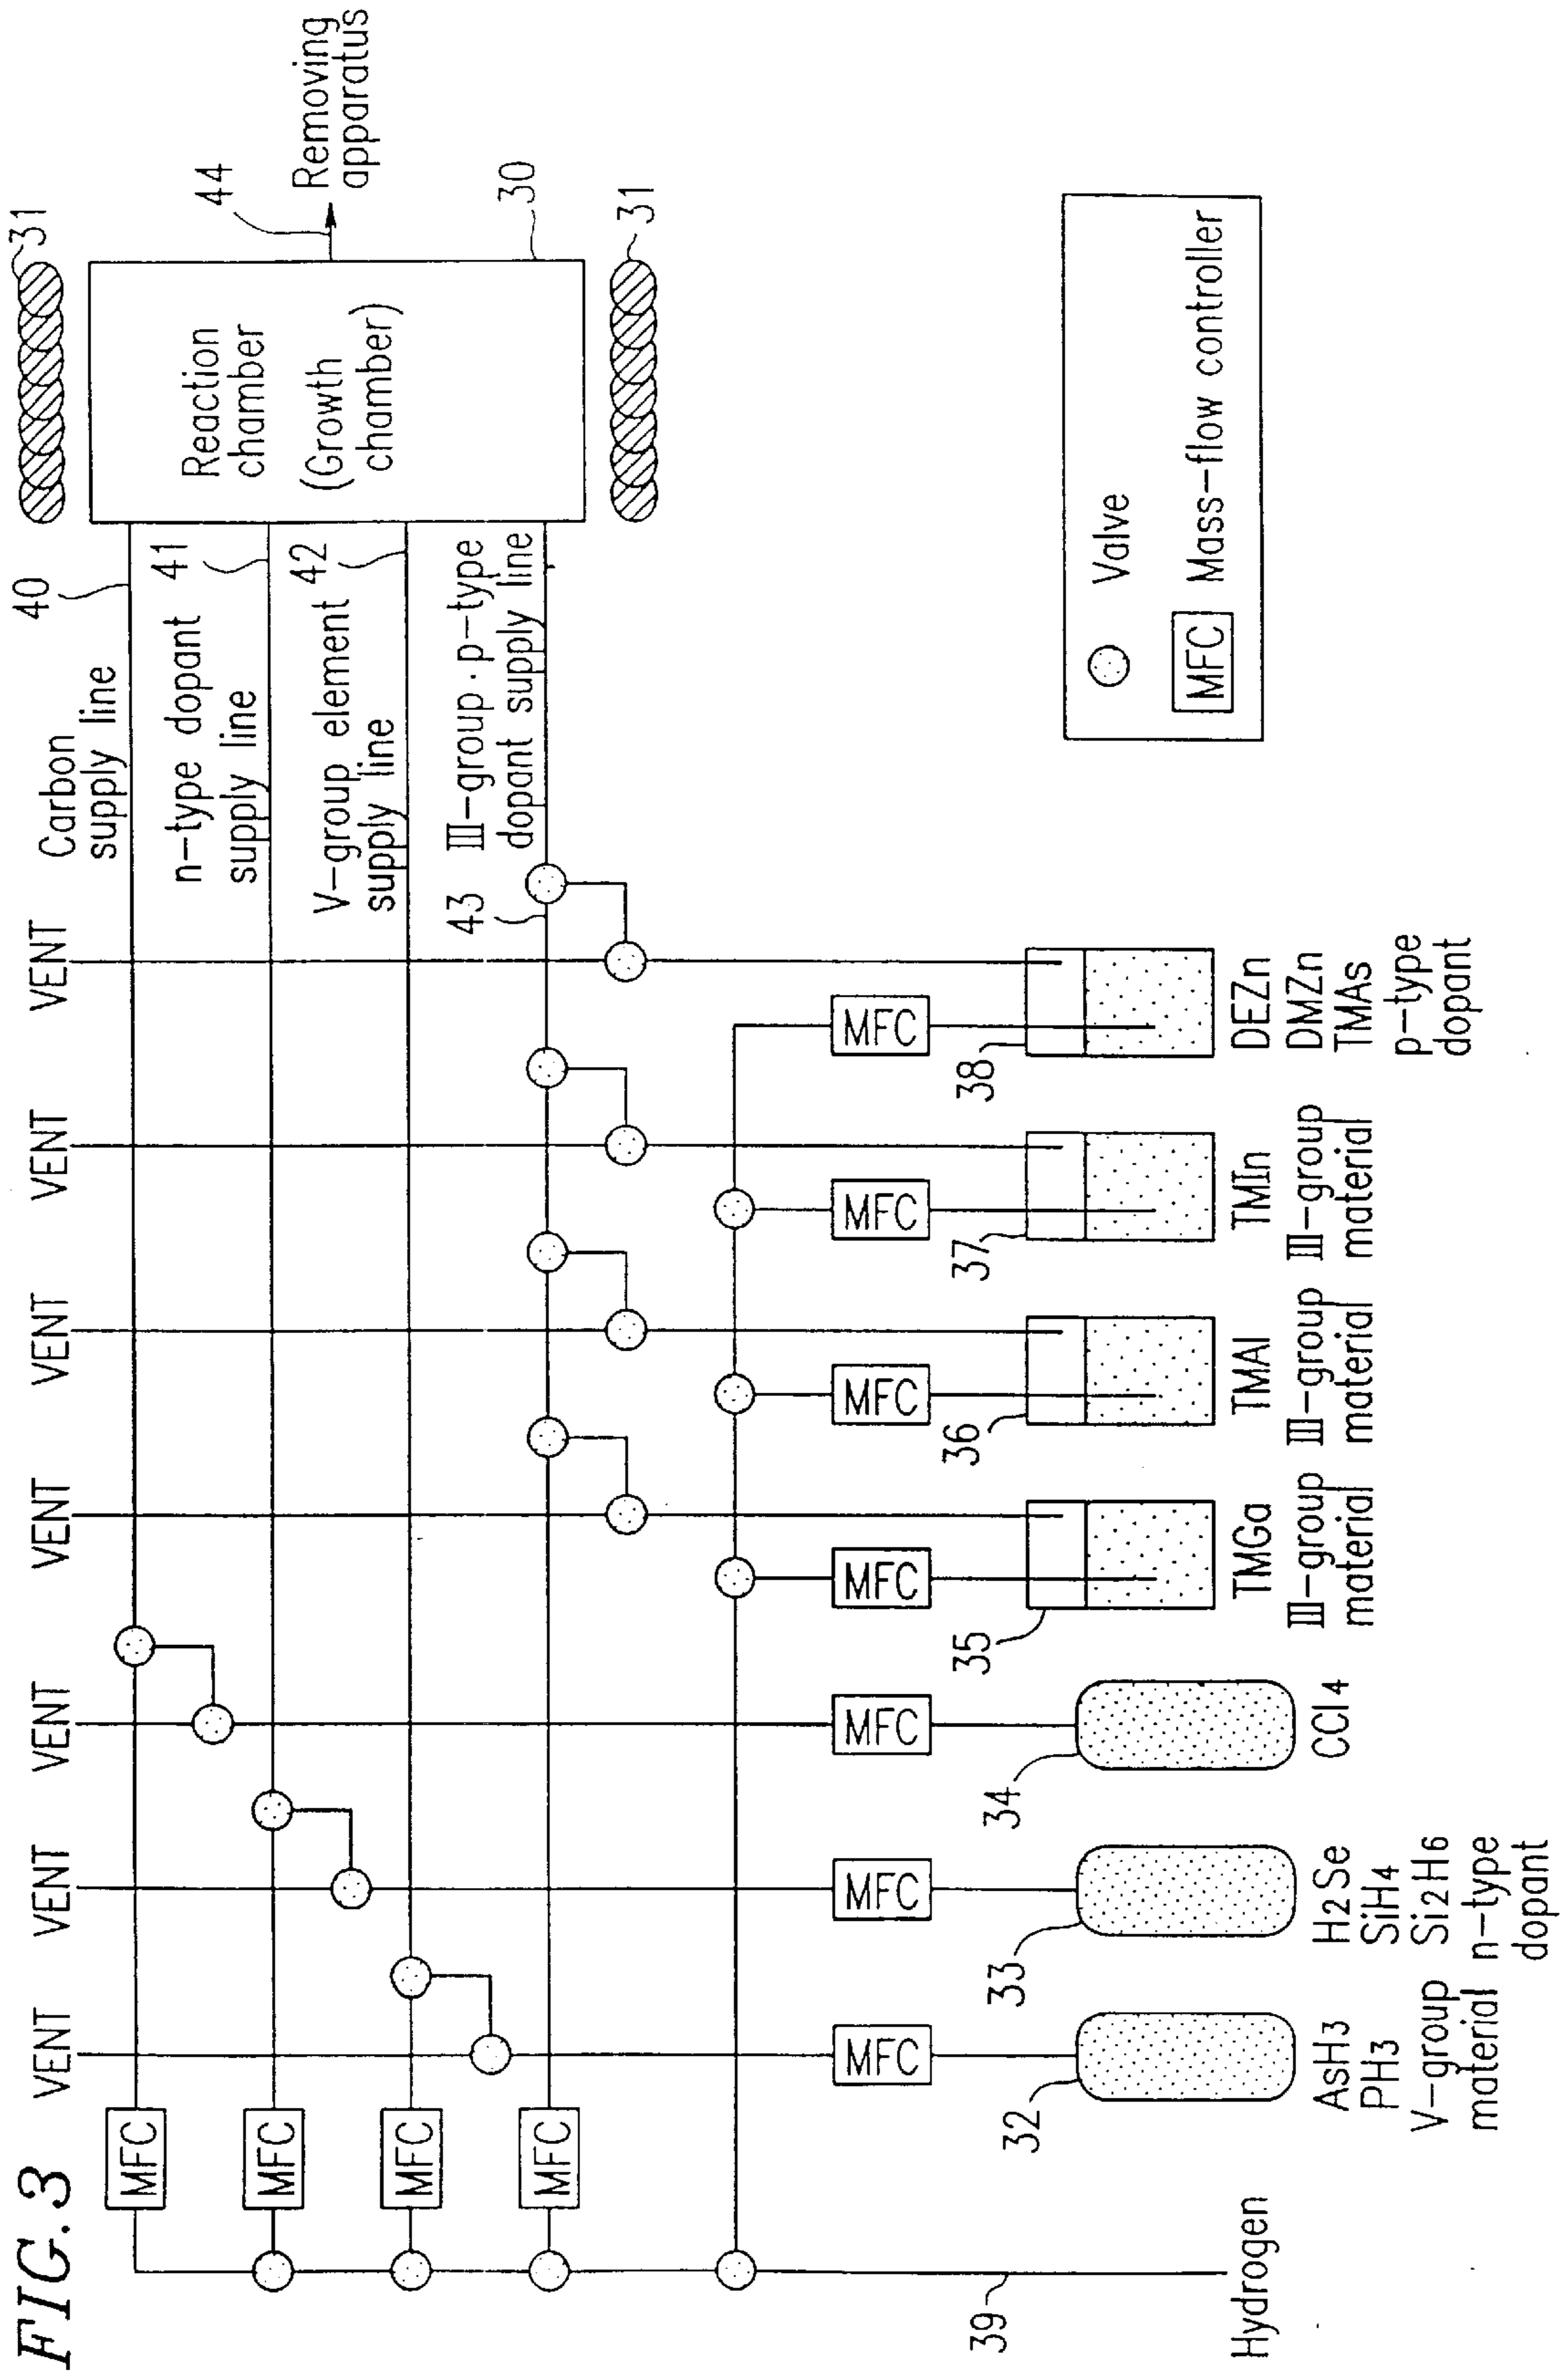 FIG. 3
VENT
VENT
VENT
VENT
VENT
VENT
VENT
31
40
Carbon
supply line
MFC
41
n-type dopant
supply line
MFC
42
V-group element
supply line
MFC
43
III-group·p-type
dopant supply line
MFC
Reaction
chamber
(Growth
chamber)
44
Removing
apparatus
30
31
MFC
MFC
MFC
MFC
MFC
MFC
MFC
32
33
34
35
36
37
38
39
Hydrogen
AsH3
PH3
V-group
material
H2Se
SiH4
Si2H6
n-type
dopant
CCl4
TMGa
III-group
material
TMAl
III-group
material
TMIn
III-group
material
DEZn
DMZn
TMAs
p-type
dopant
Valve
MFC Mass-flow controller